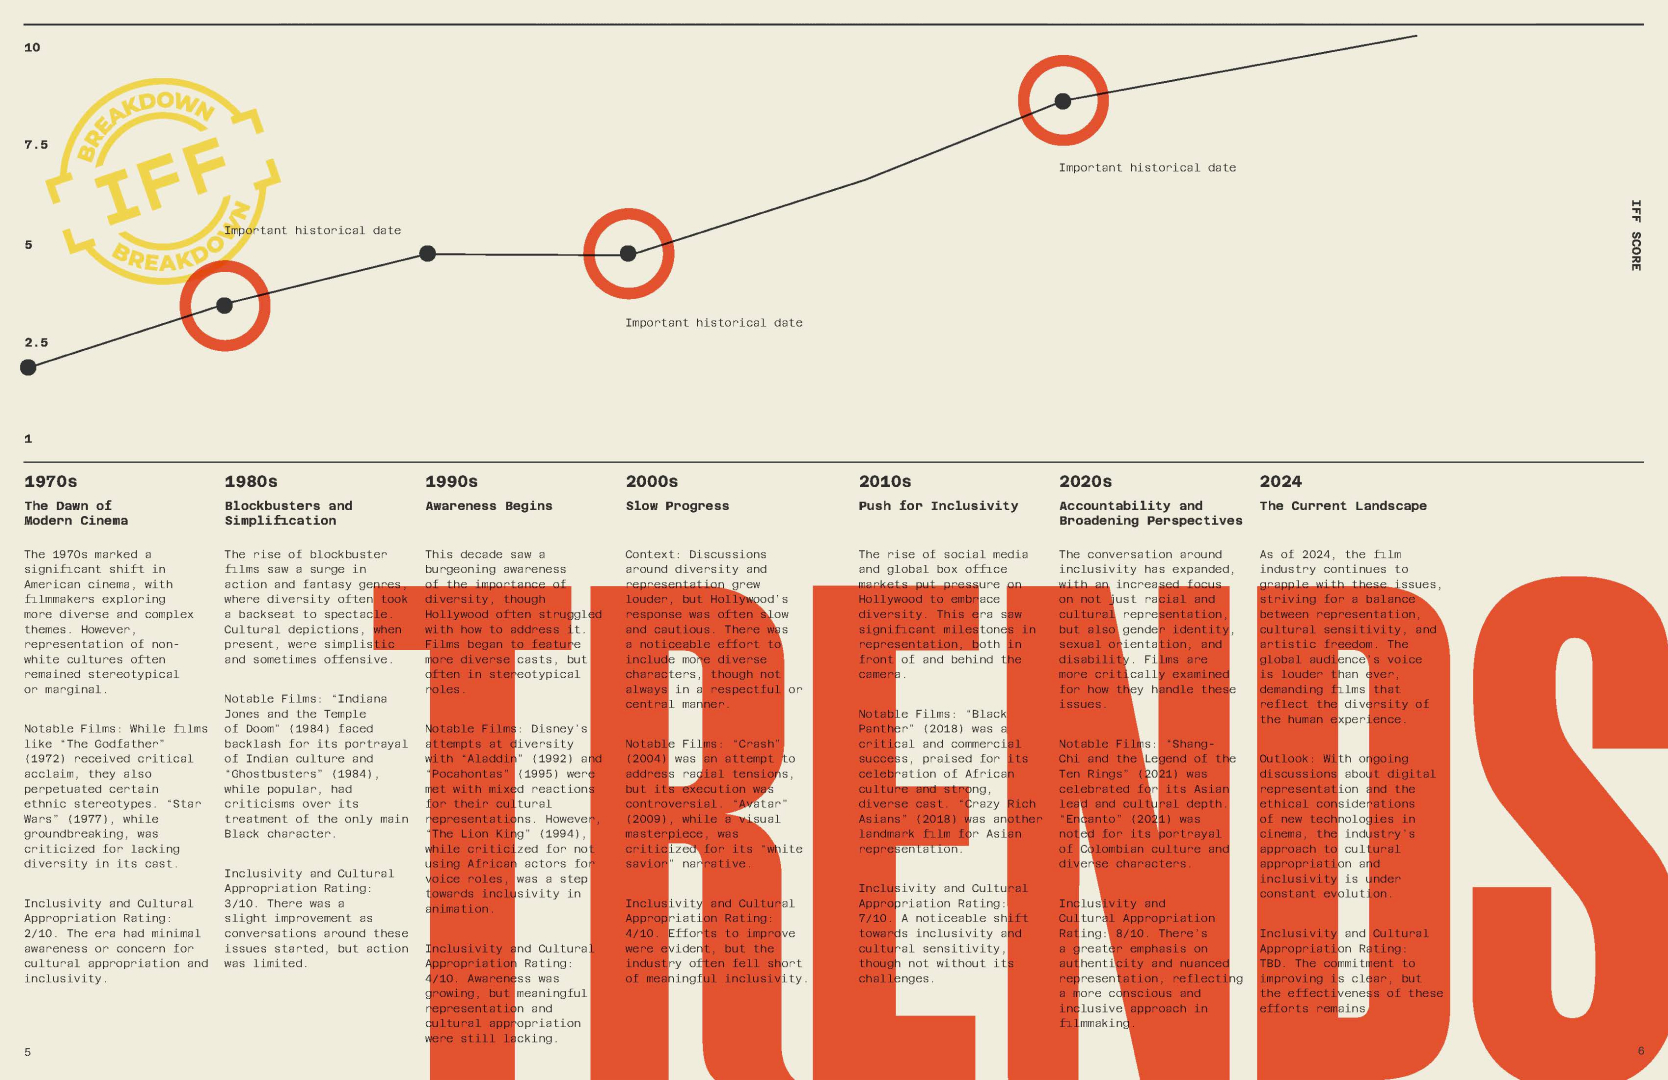 10
7.5
5
2.5
1
BREAKDOWN
IFF
BREAKDOWN
Important historical date
Important historical date
Important historical date
IFF SCORE
1970s
The Dawn of
Modern Cinema
The 1970s marked a
significant shift in
American cinema, with
filmmakers exploring
more diverse and complex
themes. However,
representation of non-
white cultures often
remained stereotypical
or marginal.
Notable Films: While films
like "The Godfather"
(1972) received critical
acclaim, they also
perpetuated certain
ethnic stereotypes. "Star
Wars" (1977), while
groundbreaking, was
criticized for lacking
diversity in its cast.
Inclusivity and Cultural
Appropriation Rating:
2/10. The era had minimal
awareness or concern for
cultural appropriation and
inclusivity.
1980s
Blockbusters and
Simplification
The rise of blockbuster
films saw a surge in
action and fantasy genres,
where diversity often took
a backseat to spectacle.
Cultural depictions, when
present, were simplistic
and sometimes offensive.
Notable Films: "Indiana
Jones and the Temple
of Doom" (1984) faced
backlash for its portrayal
of Indian culture and
"Ghostbusters" (1984),
while popular, had
criticisms over its
treatment of the only main
Black character.
Inclusivity and Cultural
Appropriation Rating:
3/10. There was a
slight improvement as
conversations around these
issues started, but action
was limited.
1990s
Awareness Begins
This decade saw a
burgeoning awareness
of the importance of
diversity, though
Hollywood often struggled
with how to address it.
Films began to feature
more diverse casts, but
often in stereotypical
roles.
Notable Films: Disney's
attempts at diversity
with "Aladdin" (1992) and
"Pocahontas" (1995) were
met with mixed reactions
for their cultural
representations. However,
"The Lion King" (1994),
while criticized for not
using African actors for
voice roles, was a step
towards inclusivity in
animation.
Inclusivity and Cultural
Appropriation Rating:
4/10. Awareness was
growing, but meaningful
representation and
cultural appropriation
were still lacking.
2000s
Slow Progress
Context: Discussions
around diversity and
representation grew
louder, but Hollywood's
response was often slow
and cautious. There was
a noticeable effort to
include more diverse
characters, though not
always in a respectful or
central manner.
Notable Films: "Crash"
(2004) was an attempt to
address racial tensions,
but its execution was
controversial. "Avatar"
(2009), while a visual
masterpiece, was
criticized for its "white
savior" narrative.
Inclusivity and Cultural
Appropriation Rating:
4/10. Efforts to improve
were evident, but the
industry often fell short
of meaningful inclusivity.
2010s
Push for Inclusivity
The rise of social media
and global box office
markets put pressure on
Hollywood to embrace
diversity. This era saw
significant milestones in
representation, both in
front of and behind the
camera.
Notable Films: "Black
Panther" (2018) was a
critical and commercial
success, praised for its
celebration of African
culture and strong,
diverse cast. "Crazy Rich
Asians" (2018) was another
landmark film for Asian
representation.
Inclusivity and Cultural
Appropriation Rating:
7/10. A noticeable shift
towards inclusivity and
cultural sensitivity,
though not without its
challenges.
2020s
Accountability and
Broadening Perspectives
The conversation around
inclusivity has expanded,
with an increased focus
on not just racial and
cultural representation,
but also gender identity,
sexual orientation, and
disability. Films are
more critically examined
for how they handle these
issues.
Notable Films: "Shang-
Chi and the Legend of the
Ten Rings" (2021) was
celebrated for its Asian
lead and cultural depth.
"Encanto" (2021) was
noted for its portrayal
of Colombian culture and
diverse characters.
Inclusivity and
Cultural Appropriation
Rating: 8/10. There's
a greater emphasis on
authenticity and nuanced
representation, reflecting
a more conscious and
inclusive approach in
filmmaking.
2024
The Current Landscape
As of 2024, the film
industry continues to
grapple with these issues,
striving for a balance
between representation,
cultural sensitivity, and
artistic freedom. The
global audience's voice
is louder than ever,
demanding films that
reflect the diversity of
the human experience.
Outlook: With ongoing
discussions about digital
representation and the
ethical considerations
of new technologies in
cinema, the industry's
approach to cultural
appropriation and
inclusivity is under
constant evolution.
Inclusivity and Cultural
Appropriation Rating:
TBD. The commitment to
improving is clear, but
the effectiveness of these
efforts remains
TRENDS
5
6